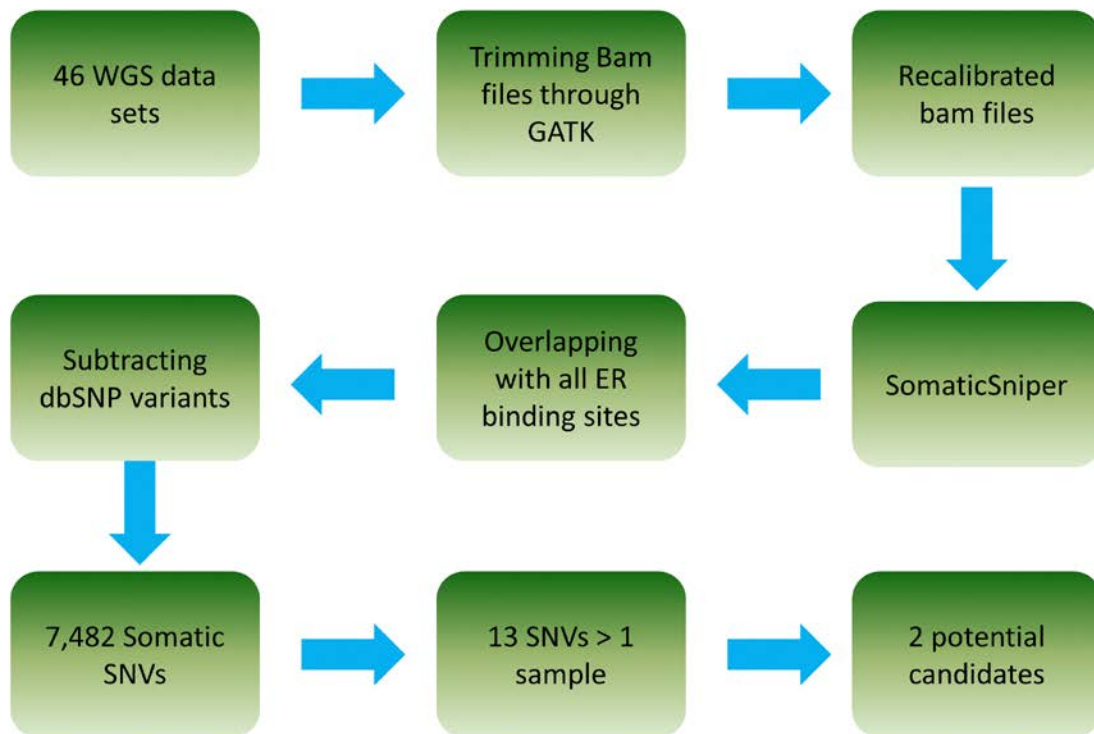 46 WGS data
sets
Trimming Bam
files through
GATK
Recalibrated
bam files
SomaticSniper
Overlapping
with all ER
binding sites
Subtracting
dbSNP variants
7,482 Somatic
SNVs
13 SNVs > 1
sample
2 potential
candidates